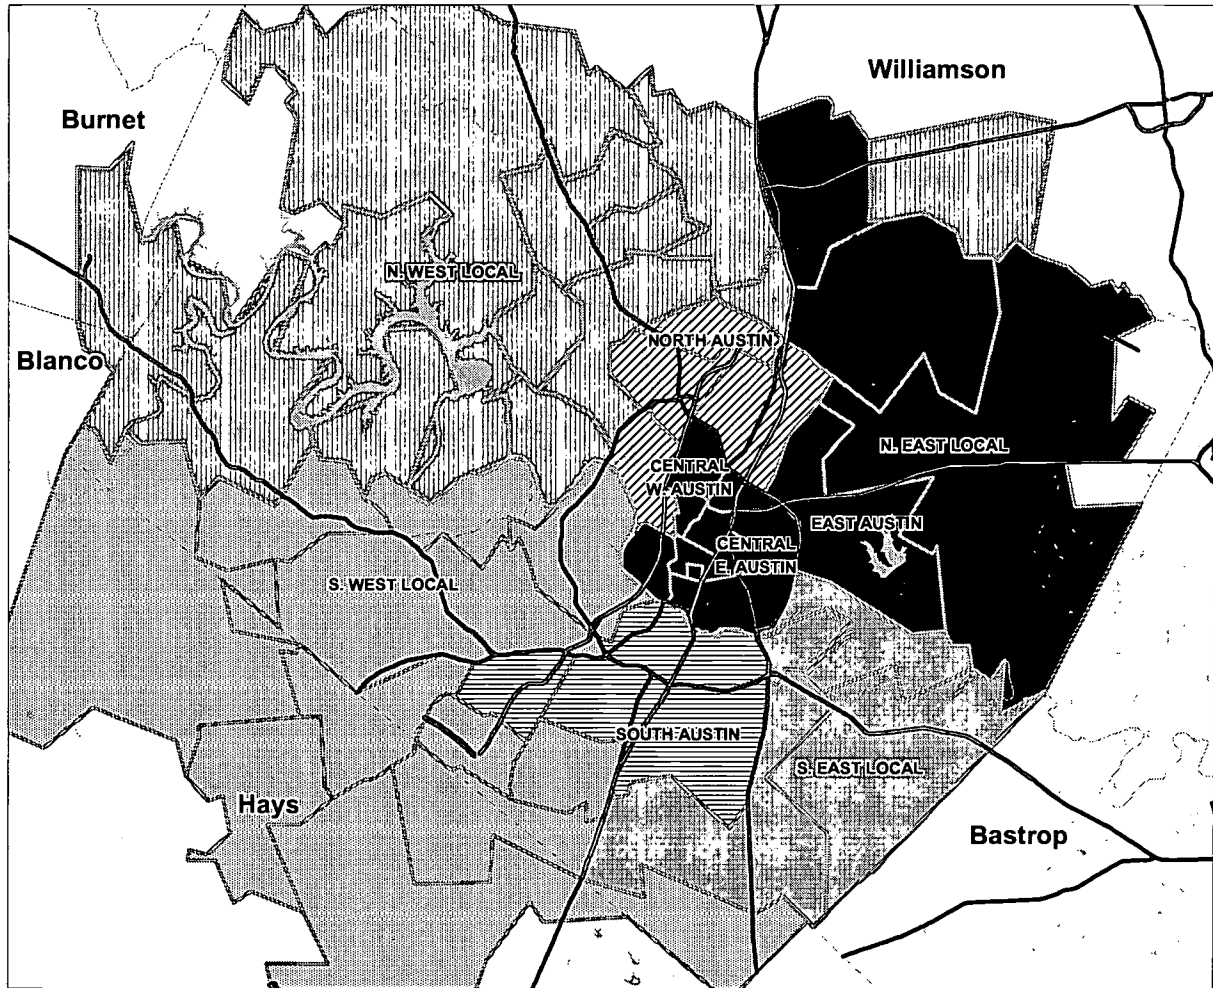 Williamson
Burnet
N. WEST LOCAL
NORTH AUSTIN
Blanco
N. EAST LOCAL
CENTRAL
W. AUSTIN
EAST AUSTIN
CENTRAL
E. AUSTIN
S. WEST LOCAL
SOUTH AUSTIN
S. EAST LOCAL
Hays
Bastrop